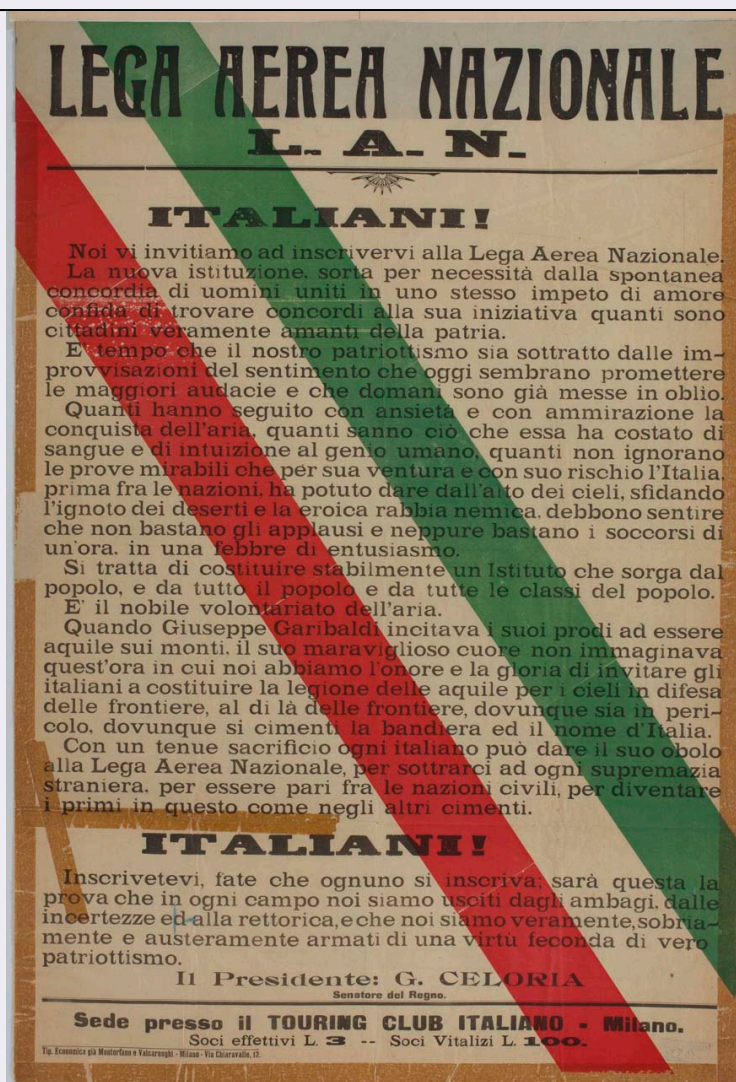 LEGA AEREA NAZIONALE
L. A. N.
ITALIANI!
Noi vi invitiamo ad inscrivervi alla Lega Aerea Nazionale.
La nuova istituzione, sorta per necessità dalla spontanea
concordia di uomini uniti in uno stesso impeto di amore
confida di trovare concordi alla sua iniziativa quanti sono
cittadini veramente amanti della patria.
E' tempo che il nostro patriottismo sia sottratto dalle im-
provvisazioni del sentimento che oggi sembrano promettere
le maggiori audacie e che domani sono già messe in oblio.
Quanti hanno seguito con ansietà e con ammirazione la
conquista dell'aria, quanti sanno ciò che essa ha costato di
sangue e di intuizione al genio umano, quanti non ignorano
le prove mirabili che per sua ventura e con suo rischio l'Italia,
prima fra le nazioni, ha potuto dare dall'alto dei cieli, sfidando
l'ignoto dei deserti e la eroica rabbia nemica, debbono sentire
che non bastano gli applausi e neppure bastano i soccorsi di
un'ora, in una febbre di entusiasmo.
Si tratta di costituire stabilmente un Istituto che sorga dal
popolo, e da tutto il popolo e da tutte le classi del popolo.
E' il nobile volontariato dell'aria.
Quando Giuseppe Garibaldi incitava i suoi prodi ad essere
aquile sui monti, il suo maraviglioso cuore non immaginava
quest'ora in cui noi abbiamo l'onore e la gloria di invitare gli
italiani a costituire la legione delle aquile per i cieli in difesa
delle frontiere, al di là delle frontiere, dovunque sia in peri-
colo, dovunque si cimenti la bandiera ed il nome d'Italia.
Con un tenue sacrificio ogni italiano può dare il suo obolo
alla Lega Aerea Nazionale, per sottrarci ad ogni supremazia
straniera, per essere pari fra le nazioni civili, per diventare
i primi in questo come negli altri cimenti.
ITALIANI!
Inscrivetevi, fate che ognuno si inscriva; sarà questa la
prova che in ogni campo noi siamo usciti dagli ambagi, dalle
incertezze ed alla rettorica, e che noi siamo veramente, sobria-
mente e austeramente armati di una virtù feconda di vero
patriottismo.
Il Presidente: G. CELORIA
Senatore del Regno.
Sede presso il TOURING CLUB ITALIANO - Milano.
Soci effettivi L. 3 -- Soci Vitalizi L. 100.
Tip. Economica già Montorfano e Valcarenghi - Milano - Via Chiaravalle, 12.